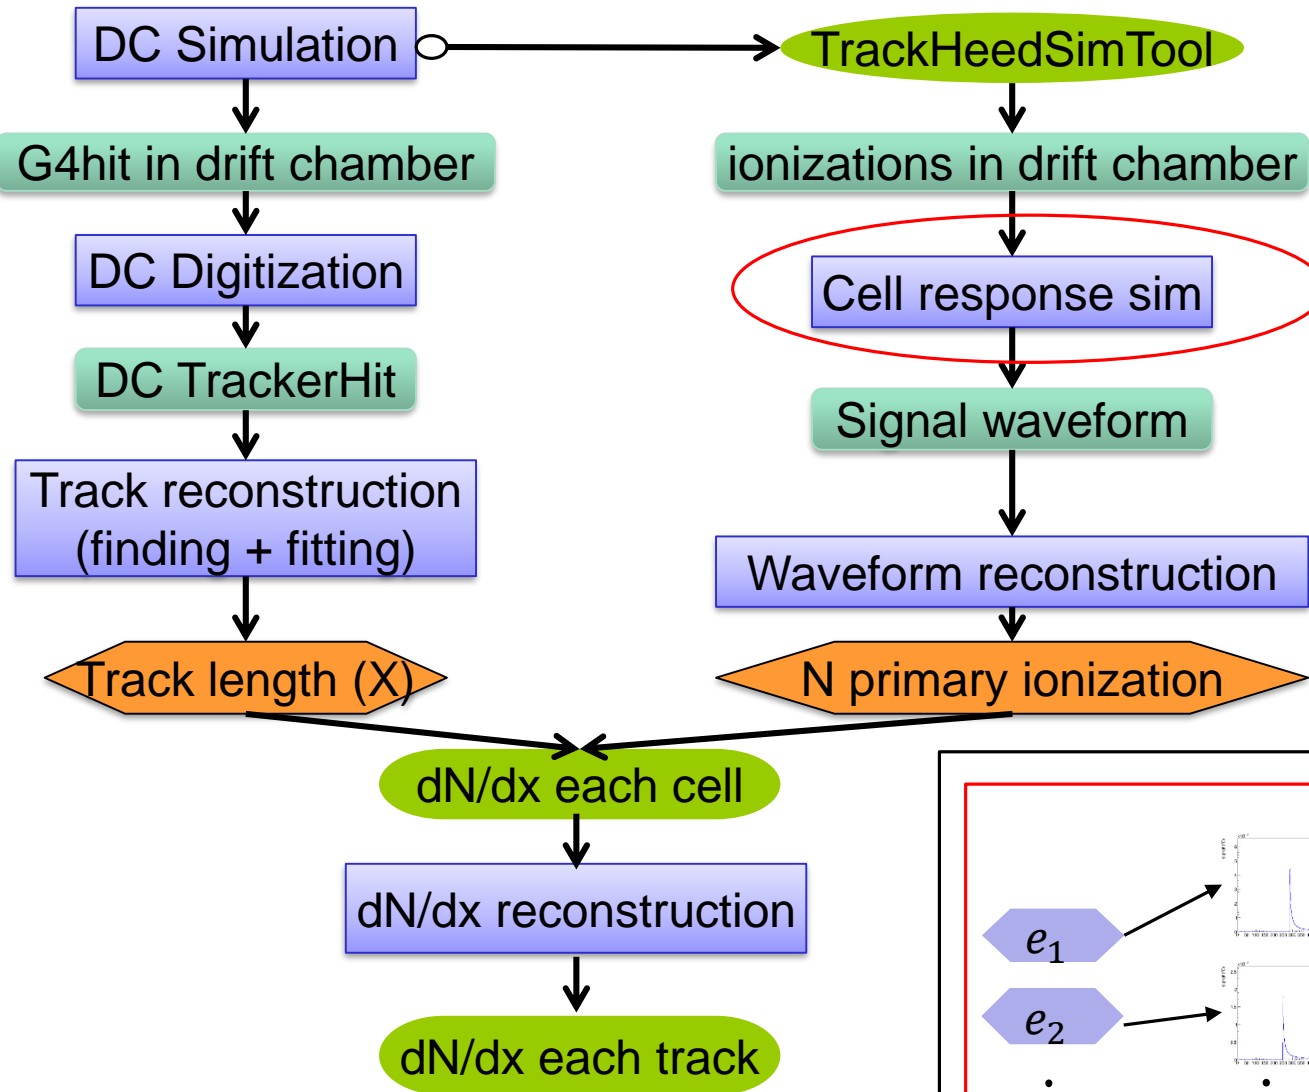 DC Simulation
TrackHeedSimTool
G4hit in drift chamber
ionizations in drift chamber
DC Digitization
Cell response sim
DC TrackerHit
Signal waveform
Track reconstruction
(finding + fitting)
Waveform reconstruction
Track length (X)
N primary ionization
dN/dx each cell
dN/dx reconstruction
dN/dx each track
e₁
e₂